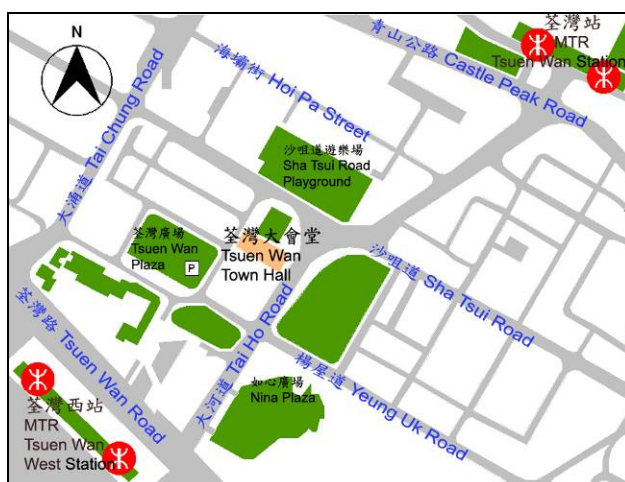 N
荃灣站
MTR
Tsuen Wan Station
青山公路 Castle Peak Road
海壩街 Hoi Pa Street
大涌道 Tai Chung Road
沙咀道遊樂場
Sha Tsui Road
Playground
荃灣廣場
Tsuen Wan
Plaza
P
荃灣大會堂
Tsuen Wan
Town Hall
沙咀道 Sha Tsui Road
荃灣路 Tsuen Wan Road
大河道 Tai Ho Road
楊屋道 Yeung Uk Road
如心廣場
Nina Plaza
荃灣西站
MTR
Tsuen Wan
West Station